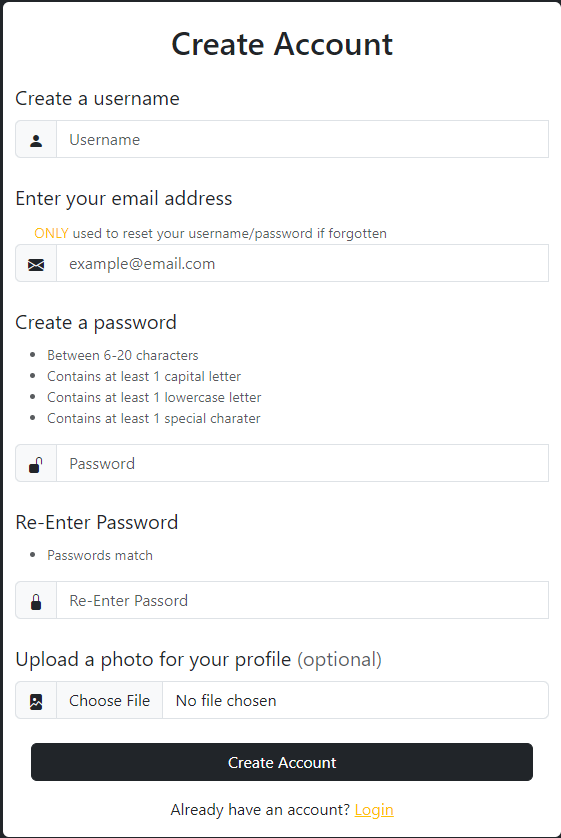 Create Account
Create a username
Username
Enter your email address
ONLY used to reset your username/password if forgotten
example@email.com
Create a password
Between 6-20 characters
Contains at least 1 capital letter
Contains at least 1 lowercase letter
Contains at least 1 special charater
Password
Re-Enter Password
Passwords match
Re-Enter Passord
Upload a photo for your profile (optional)
Choose File No file chosen
Create Account
Already have an account? Login